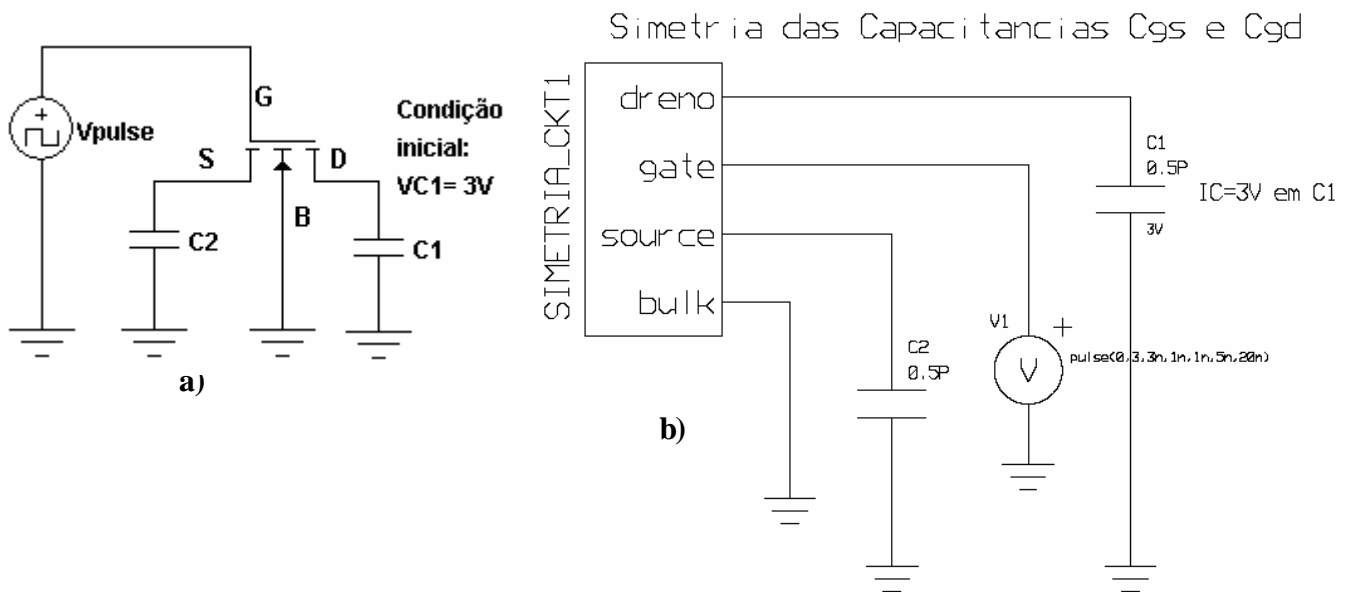 G
Vpulse
S
D
B
C2
C1
Condição
inicial:
VC1= 3V
a)
Simetria das Capacitancias Cgs e Cgd
SIMETRIA_CKT1
dreno
gate
source
bulk
C1
0.5P
IC=3V em C1
3V
V1
V
pulse(0,3,3n,1n,1n,5n,20n)
C2
0.5P
b)